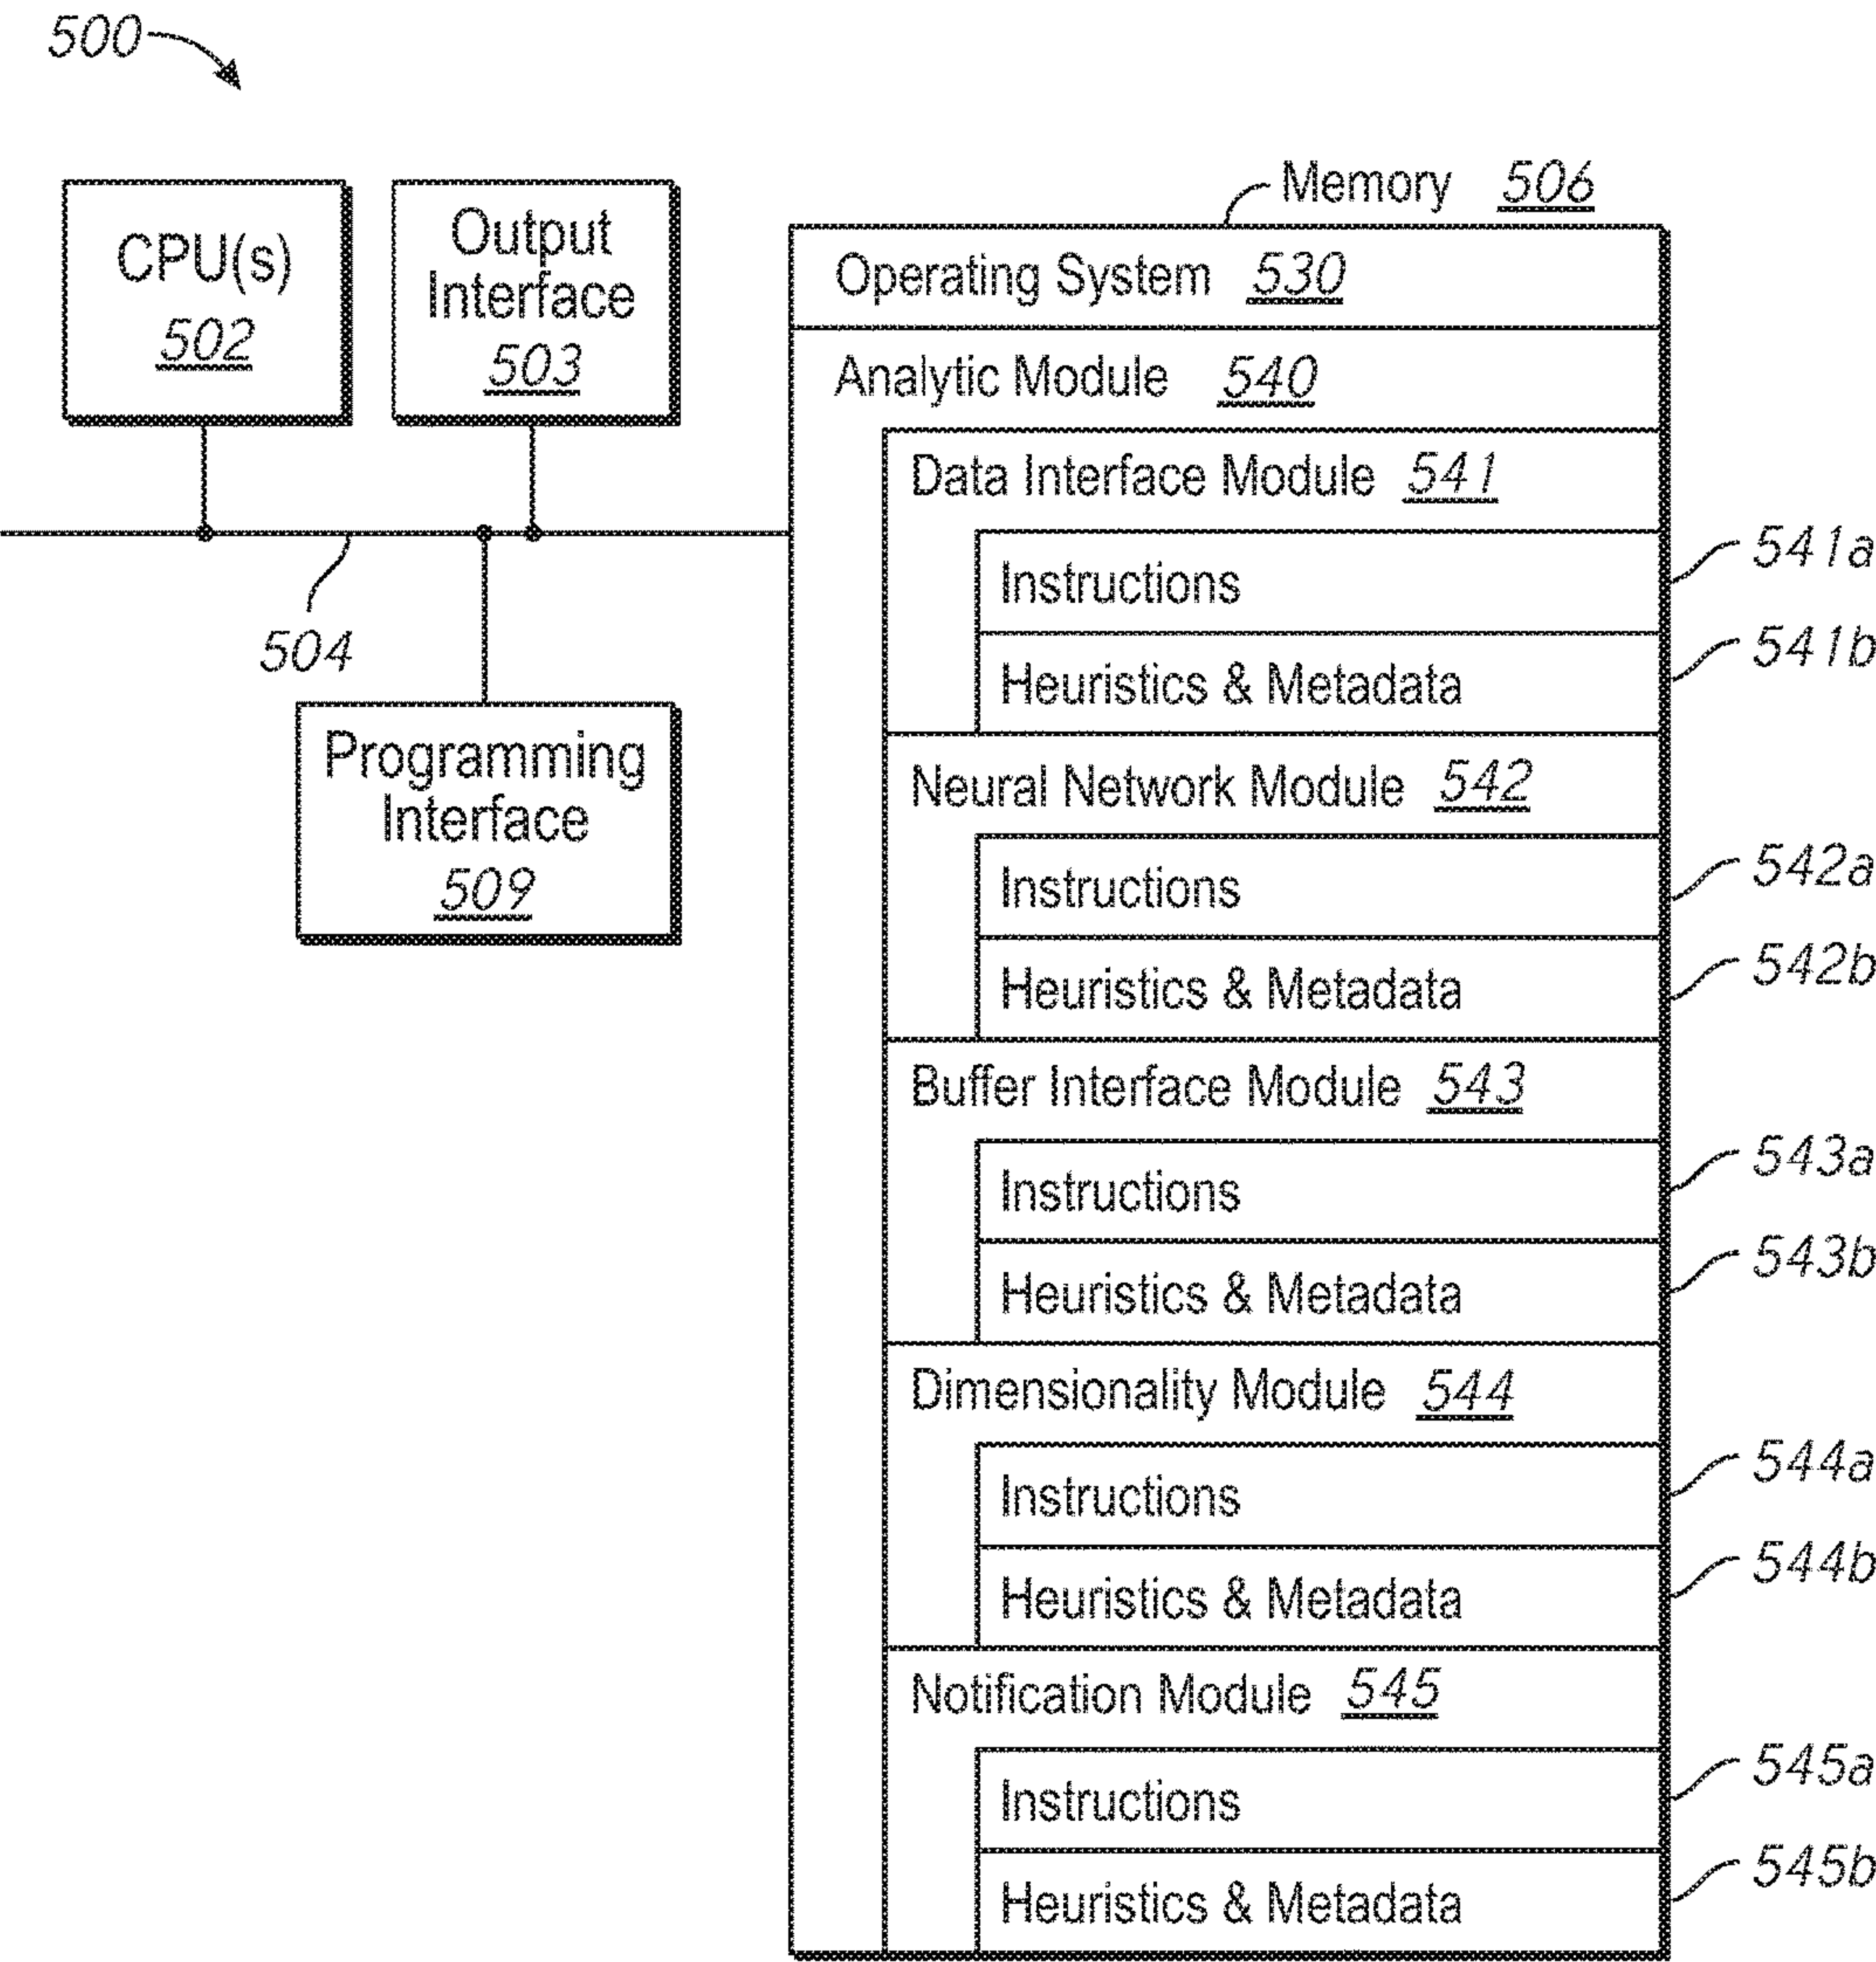 500
CPU(s)
502
Output
Interface
503
504
Programming
Interface
509
Memory 506
Operating System 530
Analytic Module 540
Data Interface Module 541
Instructions
541a
Heuristics & Metadata
541b
Neural Network Module 542
Instructions
542a
Heuristics & Metadata
542b
Buffer Interface Module 543
Instructions
543a
Heuristics & Metadata
543b
Dimensionality Module 544
Instructions
544a
Heuristics & Metadata
544b
Notification Module 545
Instructions
545a
Heuristics & Metadata
545b